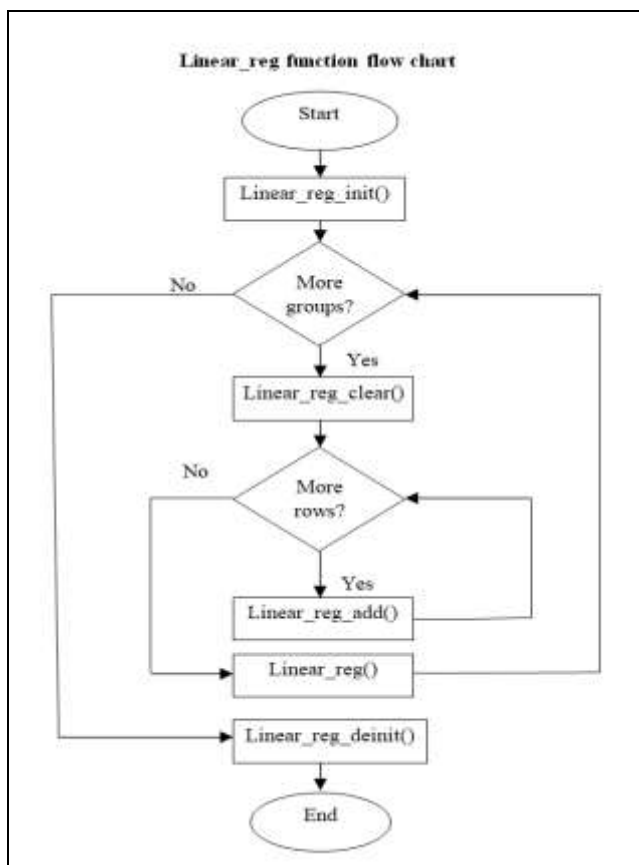 Linear_reg function flow chart
Start
Linear_reg_init()
No
More
groups?
Yes
Linear_reg_clear()
No
More
rows?
Yes
Linear_reg_add()
Linear_reg()
Linear_reg_deinit()
End